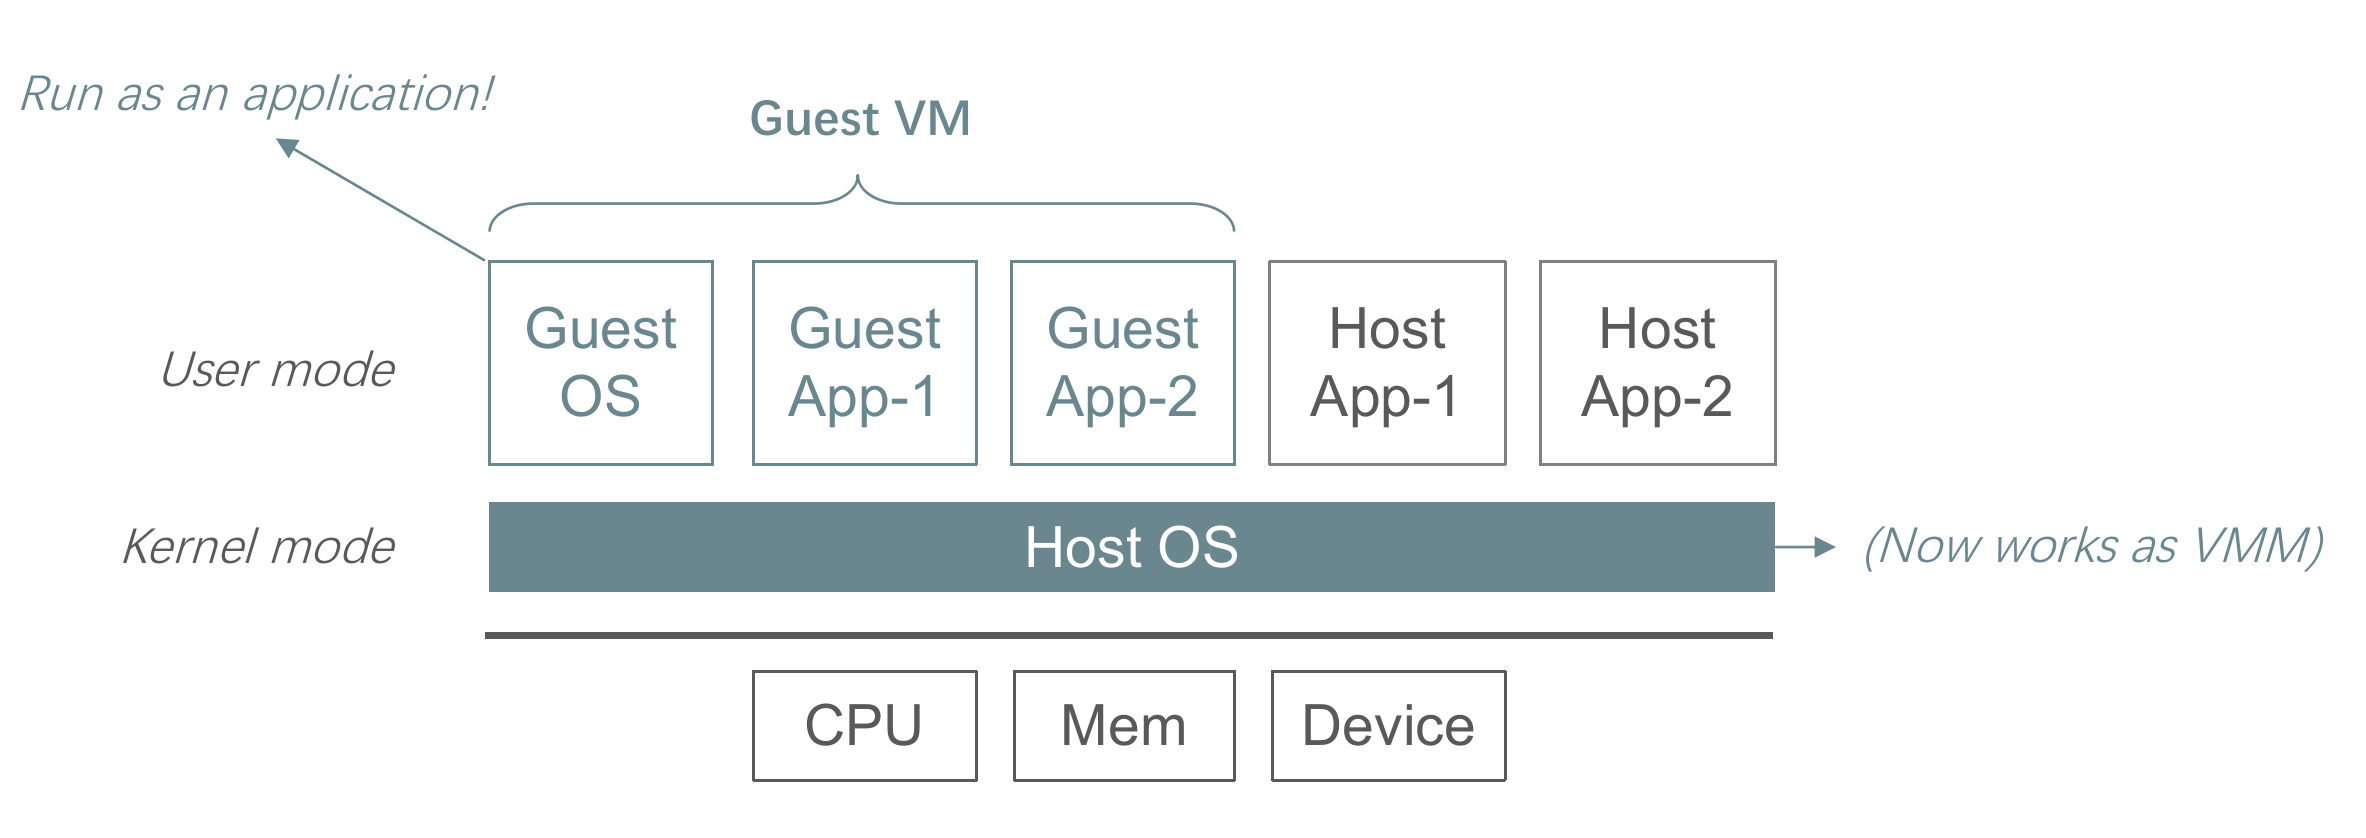 Run as an application!
Guest VM
User mode
Guest
OS
Guest
App-1
Guest
App-2
Host
App-1
Host
App-2
Kernel mode
Host OS
(Now works as VMM)
CPU
Mem
Device